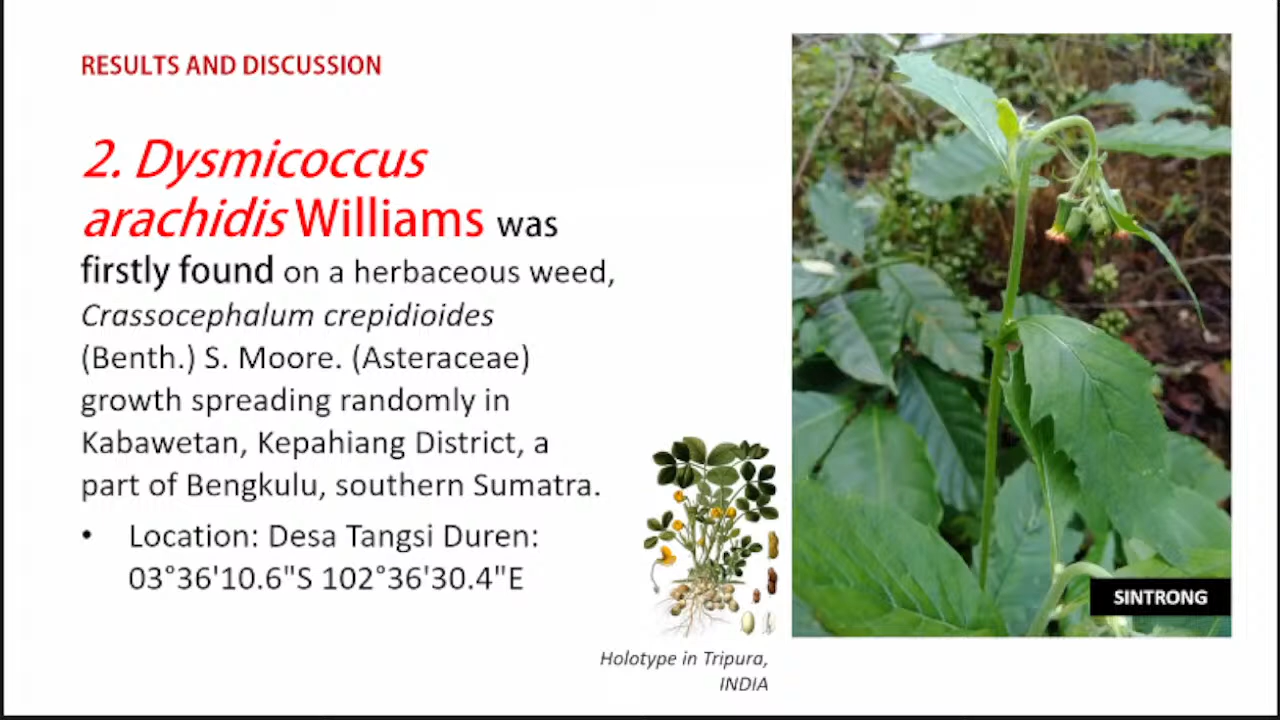 RESULTS AND DISCUSSION
2. Dysmicoccus
arachidis Williams was
firstly found on a herbaceous weed,
Crassocephalum crepidioides
(Benth.) S. Moore. (Asteraceae)
growth spreading randomly in
Kabawetan, Kepahiang District, a
part of Bengkulu, southern Sumatra.
• Location: Desa Tangsi Duren:
03°36'10.6"S 102°36'30.4"E
Holotype in Tripura,
INDIA
SINTRONG